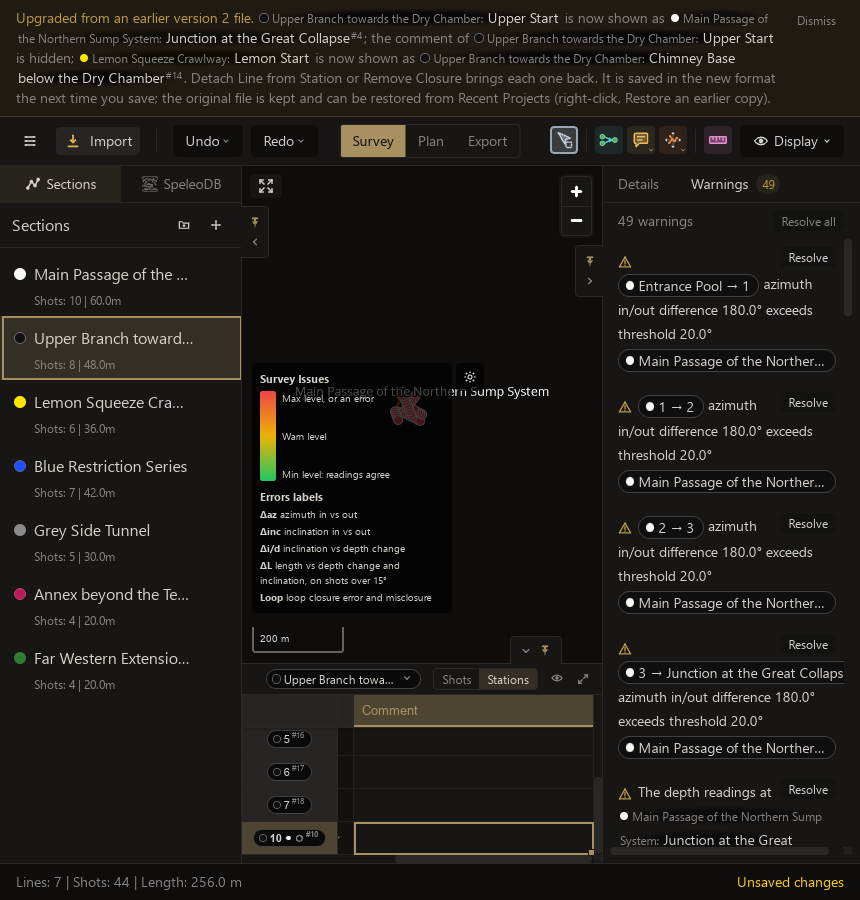 Upgraded from an earlier version 2 file. Upper Branch towards the Dry Chamber: Upper Start is now shown as Main Passage of
the Northern Sump System: Junction at the Great Collapse#4; the comment of Upper Branch towards the Dry Chamber: Upper Start
is hidden; Lemon Squeeze Crawlway: Lemon Start is now shown as Upper Branch towards the Dry Chamber: Chimney Base
below the Dry Chamber#14. Detach Line from Station or Remove Closure brings each one back. It is saved in the new format
the next time you save; the original file is kept and can be restored from Recent Projects (right-click, Restore an earlier copy).
Dismiss
Import
Undo
Redo
Survey
Plan
Export
Display
Sections
SpeleoDB
Sections
Main Passage of the ...
Shots: 10 | 60.0m
Upper Branch toward...
Shots: 8 | 48.0m
Lemon Squeeze Cra...
Shots: 6 | 36.0m
Blue Restriction Series
Shots: 7 | 42.0m
Grey Side Tunnel
Shots: 5 | 30.0m
Annex beyond the Te...
Shots: 4 | 20.0m
Far Western Extensio...
Shots: 4 | 20.0m
Main Passage of the Northern Sump System
Survey Issues
Max level, or an error
Warn level
Min level: readings agree
Errors labels
Δaz azimuth in vs out
Δinc inclination in vs out
Δi/d inclination vs depth change
ΔL length vs depth change and
inclination, on shots over 15°
Loop loop closure error and misclosure
200 m
Upper Branch towa...
Shots
Stations
Comment
5 #16
6 #17
7 #18
10 #10
Details
Warnings 49
49 warnings
Resolve all
Resolve
Entrance Pool → 1 azimuth
in/out difference 180.0° exceeds
threshold 20.0°
Main Passage of the Norther...
1 → 2 azimuth
Resolve
in/out difference 180.0° exceeds
threshold 20.0°
Main Passage of the Norther...
2 → 3 azimuth
Resolve
in/out difference 180.0° exceeds
threshold 20.0°
Main Passage of the Norther...
Resolve
3 → Junction at the Great Collaps
azimuth in/out difference 180.0°
exceeds threshold 20.0°
Main Passage of the Norther...
The depth readings at
Resolve
Main Passage of the Northern Sump
System: Junction at the Great
Lines: 7 | Shots: 44 | Length: 256.0 m
Unsaved changes